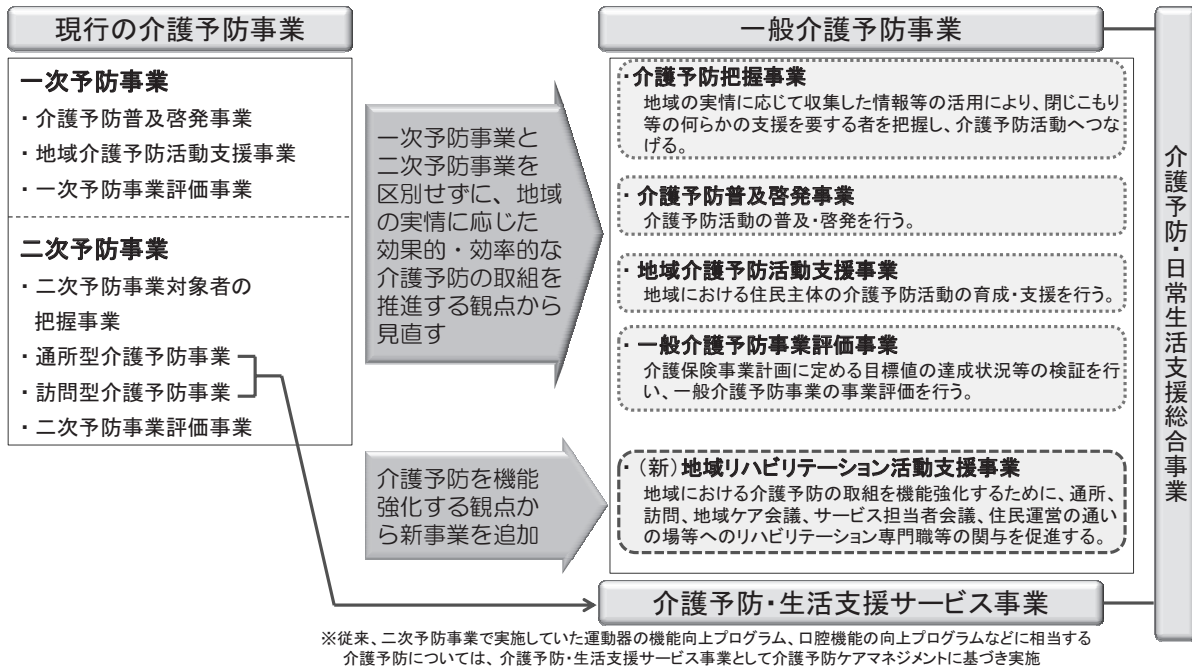 現行の介護予防事業
一次予防事業
・介護予防普及啓発事業
・地域介護予防活動支援事業
・一次予防事業評価事業
二次予防事業
・二次予防事業対象者の
把握事業
・通所型介護予防事業
・訪問型介護予防事業
・二次予防事業評価事業
一次予防事業と
二次予防事業を
区別せずに、地域
の実情に応じた
効果的・効率的な
介護予防の取組を
推進する観点から
見直す
介護予防を機能
強化する観点か
ら新事業を追加
一般介護予防事業
・介護予防把握事業
地域の実情に応じて収集した情報等の活用により、閉じこもり
等の何らかの支援を要する者を把握し、介護予防活動へつな
げる。
・介護予防普及啓発事業
介護予防活動の普及・啓発を行う。
・地域介護予防活動支援事業
地域における住民主体の介護予防活動の育成・支援を行う。
・一般介護予防事業評価事業
介護保険事業計画に定める目標値の達成状況等の検証を行
い、一般介護予防事業の事業評価を行う。
・（新）地域リハビリテーション活動支援事業
地域における介護予防の取組を機能強化するために、通所、
訪問、地域ケア会議、サービス担当者会議、住民運営の通い
の場等へのリハビリテーション専門職等の関与を促進する。
介護予防・生活支援サービス事業
介護予防・日常生活支援総合事業
※従来、二次予防事業で実施していた運動器の機能向上プログラム、口腔機能の向上プログラムなどに相当する
介護予防については、介護予防・生活支援サービス事業として介護予防ケアマネジメントに基づき実施